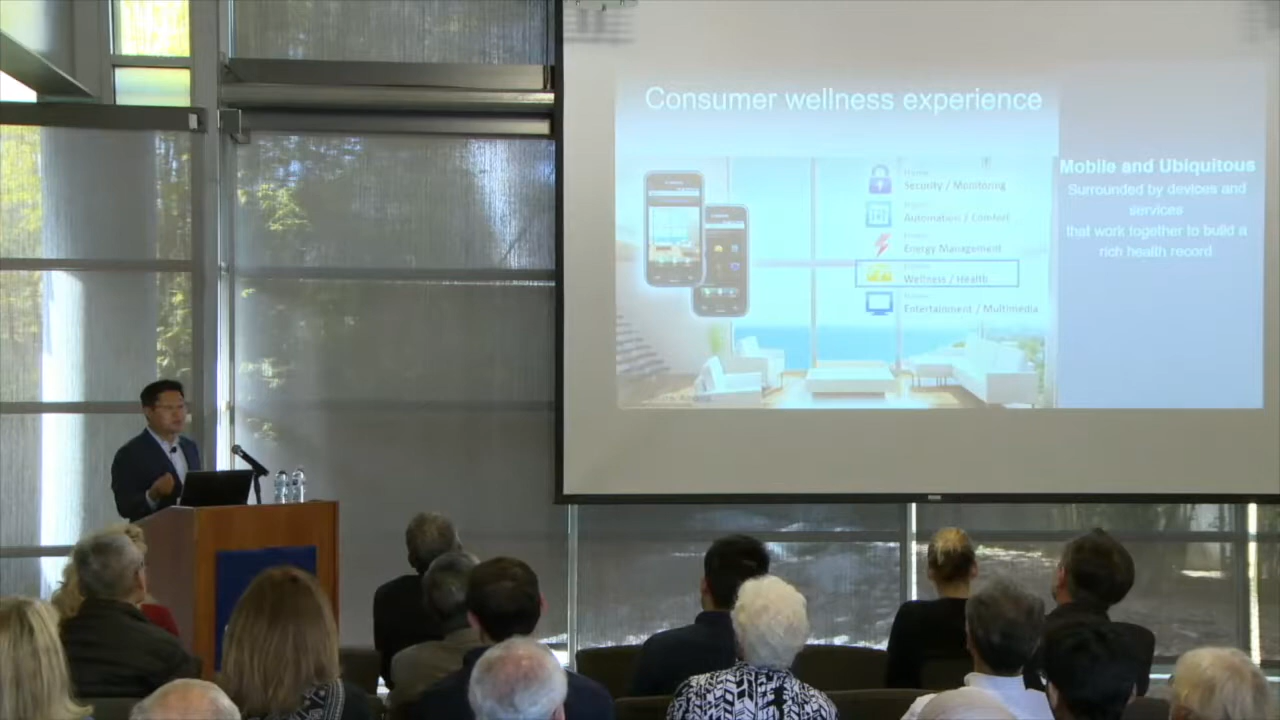 Consumer wellness experience
Security / Monitoring
Automation / Comfort
Energy Management
Wellness / Health
Entertainment / Multimedia
Mobile and Ubiquitous
Surrounded by devices and
services
that work together to build a
rich health record